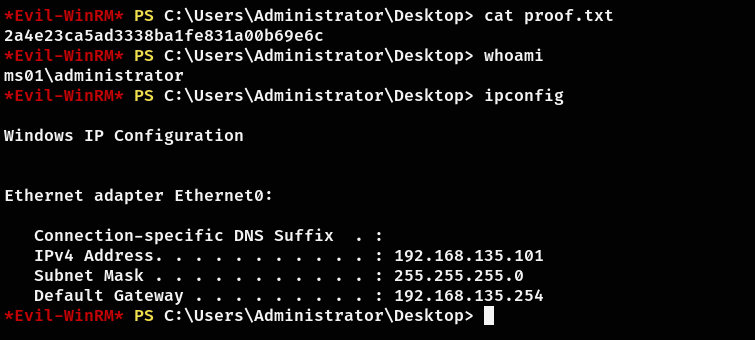 *Evil-WinRM* PS C:\Users\Administrator\Desktop> cat proof.txt
2a4e23ca5ad3338ba1fe831a00b69e6c
*Evil-WinRM* PS C:\Users\Administrator\Desktop> whoami
ms01\administrator
*Evil-WinRM* PS C:\Users\Administrator\Desktop> ipconfig
Windows IP Configuration
Ethernet adapter Ethernet0:
   Connection-specific DNS Suffix  . :
   IPv4 Address. . . . . . . . . . . : 192.168.135.101
   Subnet Mask . . . . . . . . . . . : 255.255.255.0
   Default Gateway . . . . . . . . . : 192.168.135.254
*Evil-WinRM* PS C:\Users\Administrator\Desktop>